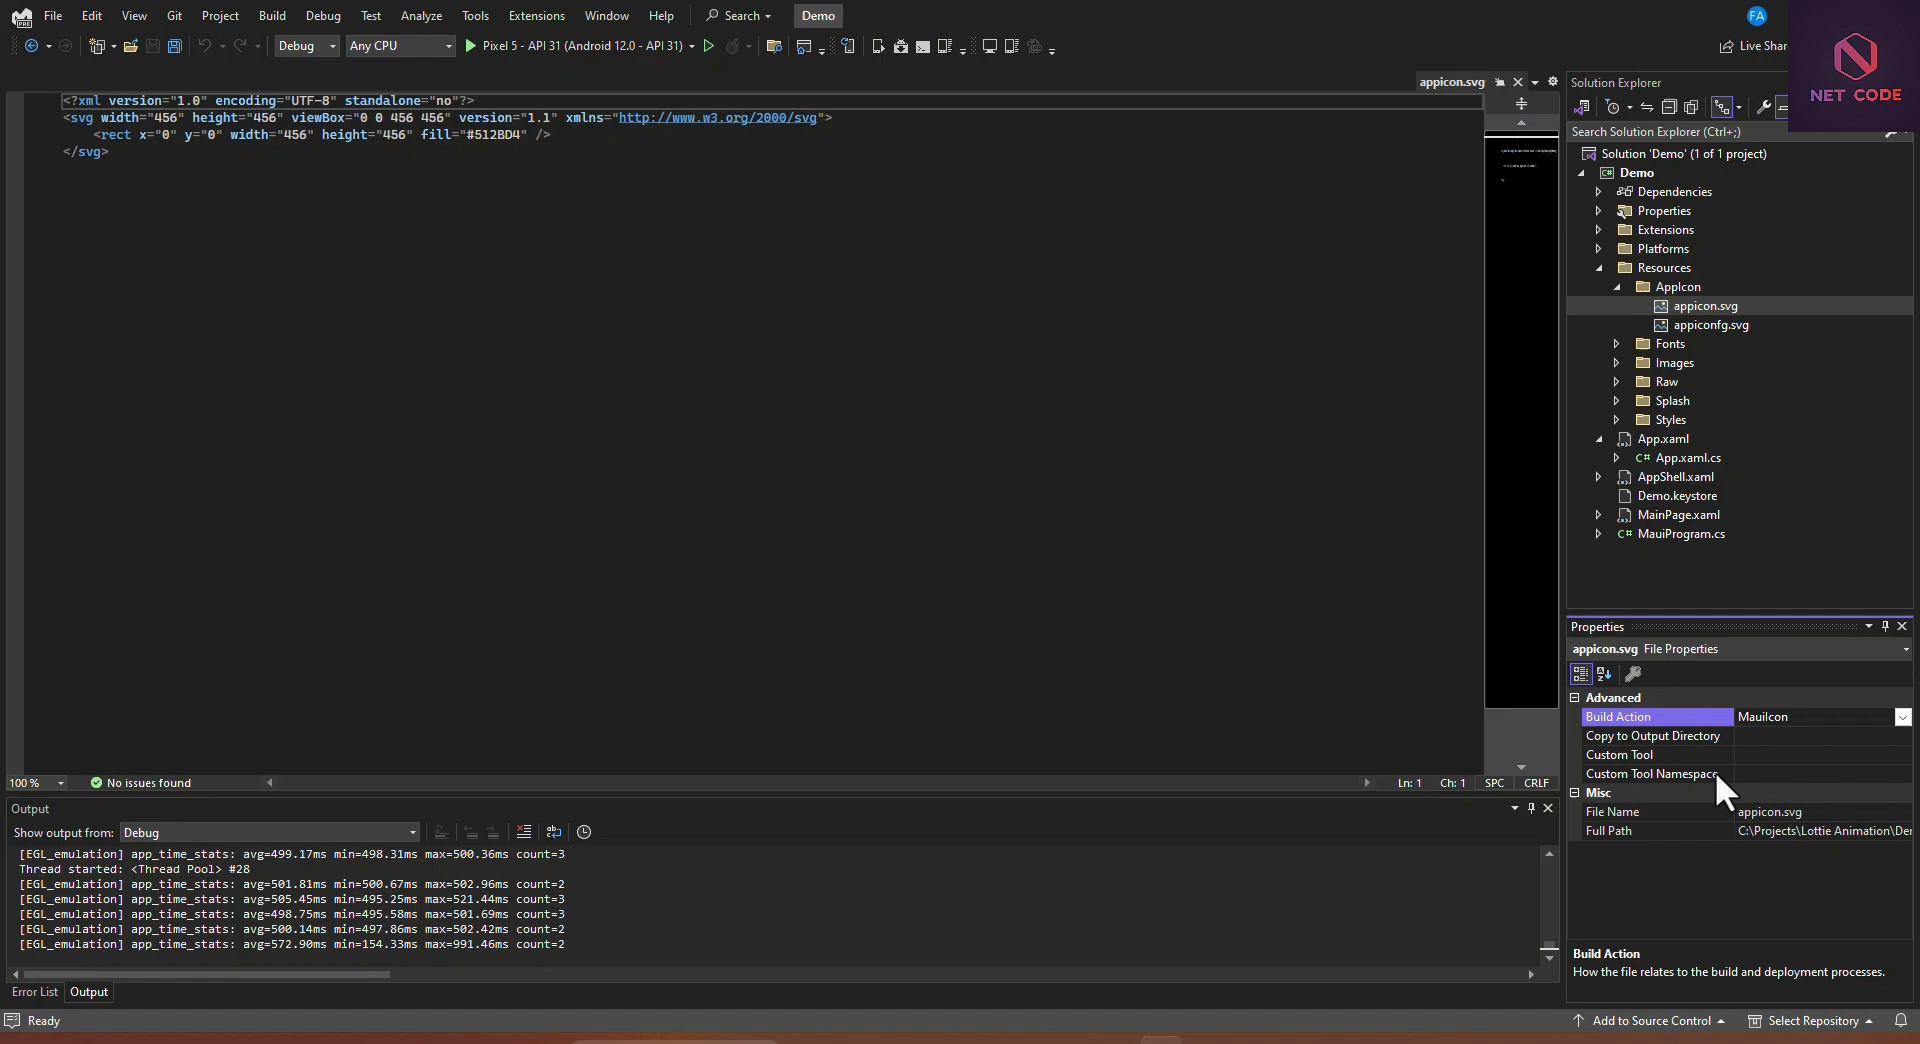 File Edit View Git Project Build Debug Test Analyze Tools Extensions Window Help Search Demo FA
PRE
Debug Any CPU Pixel 5 - API 31 (Android 12.0 - API 31) Live Shar
NET CODE
appicon.svg
<?xml version="1.0" encoding="UTF-8" standalone="no"?>
<svg width="456" height="456" viewBox="0 0 456 456" version="1.1" xmlns="http://www.w3.org/2000/svg">
<rect x="0" y="0" width="456" height="456" fill="#512BD4" />
</svg>
100 % No issues found Ln: 1 Ch: 1 SPC CRLF
Solution Explorer
Search Solution Explorer (Ctrl+;)
Solution 'Demo' (1 of 1 project)
C# Demo
Dependencies
Properties
Extensions
Platforms
Resources
AppIcon
appicon.svg
appiconfg.svg
Fonts
Images
Raw
Splash
Styles
App.xaml
C# App.xaml.cs
AppShell.xaml
Demo.keystore
MainPage.xaml
C# MauiProgram.cs
Properties
appicon.svg File Properties
Advanced
Build Action MauiIcon
Copy to Output Directory
Custom Tool
Custom Tool Namespace
Misc
File Name appicon.svg
Full Path C:\Projects\Lottie Animation\Der
Build Action
How the file relates to the build and deployment processes.
Output
Show output from: Debug
[EGL_emulation] app_time_stats: avg=499.17ms min=498.31ms max=500.36ms count=3
Thread started: <Thread Pool> #28
[EGL_emulation] app_time_stats: avg=501.81ms min=500.67ms max=502.96ms count=2
[EGL_emulation] app_time_stats: avg=505.45ms min=495.25ms max=521.44ms count=3
[EGL_emulation] app_time_stats: avg=498.75ms min=495.58ms max=501.69ms count=3
[EGL_emulation] app_time_stats: avg=500.14ms min=497.86ms max=502.42ms count=2
[EGL_emulation] app_time_stats: avg=572.90ms min=154.33ms max=991.46ms count=2
Error List Output
Ready Add to Source Control Select Repository